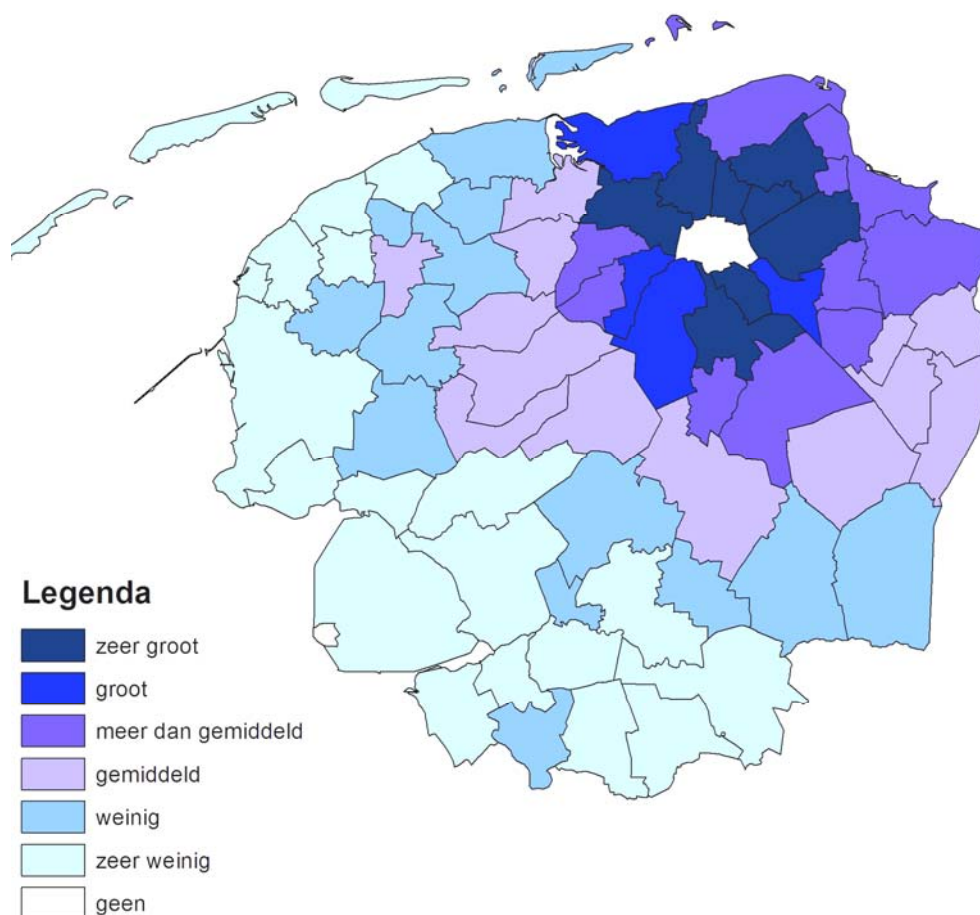 Legenda
zeer groot
groot
meer dan gemiddeld
gemiddeld
weinig
zeer weinig
geen